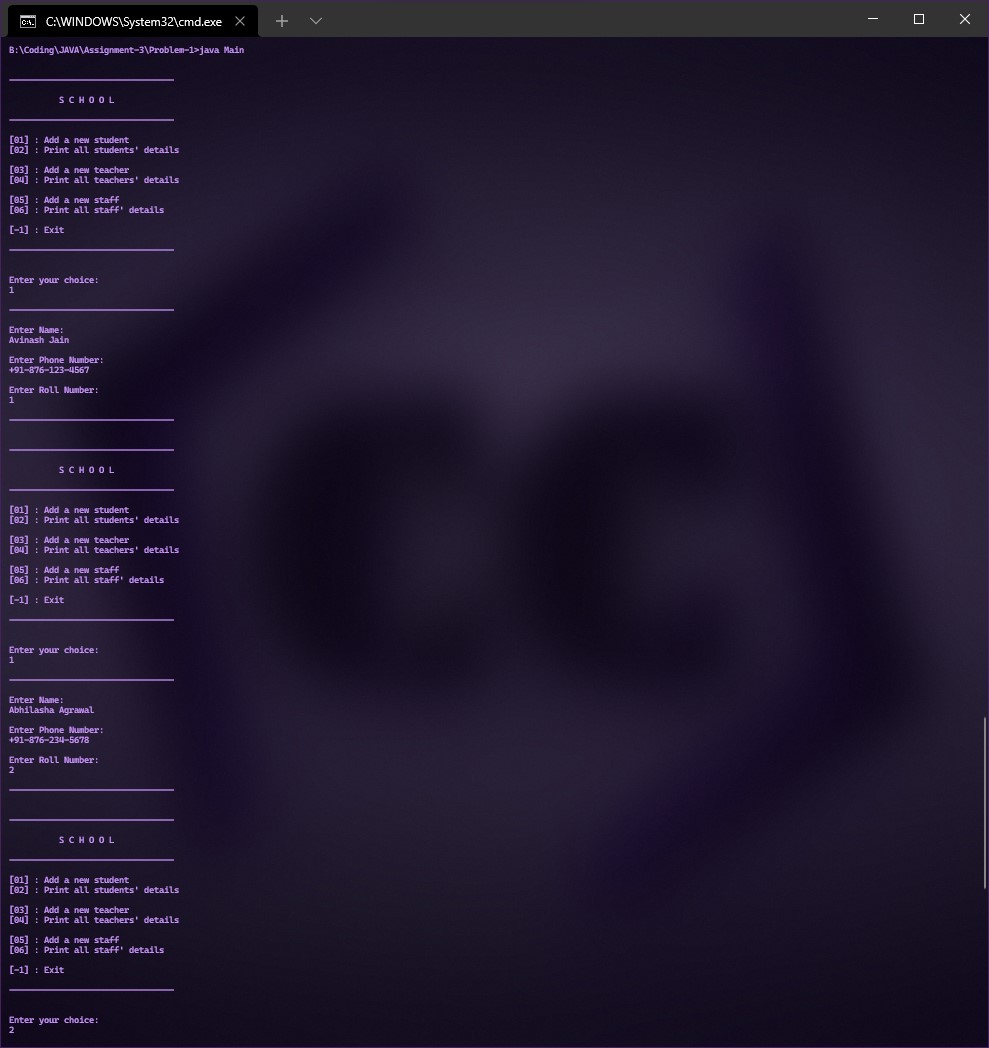 C:\WINDOWS\System32\cmd.exe
B:\Coding\JAVA\Assignment-3\Problem-1>java Main
S C H O O L
[01] : Add a new student
[02] : Print all students' details
[03] : Add a new teacher
[04] : Print all teachers' details
[05] : Add a new staff
[06] : Print all staff' details
[-1] : Exit
Enter your choice:
1
Enter Name:
Avinash Jain
Enter Phone Number:
+91-876-123-4567
Enter Roll Number:
1
S C H O O L
[01] : Add a new student
[02] : Print all students' details
[03] : Add a new teacher
[04] : Print all teachers' details
[05] : Add a new staff
[06] : Print all staff' details
[-1] : Exit
Enter your choice:
1
Enter Name:
Abhilasha Agrawal
Enter Phone Number:
+91-876-234-5678
Enter Roll Number:
2
S C H O O L
[01] : Add a new student
[02] : Print all students' details
[03] : Add a new teacher
[04] : Print all teachers' details
[05] : Add a new staff
[06] : Print all staff' details
[-1] : Exit
Enter your choice:
2